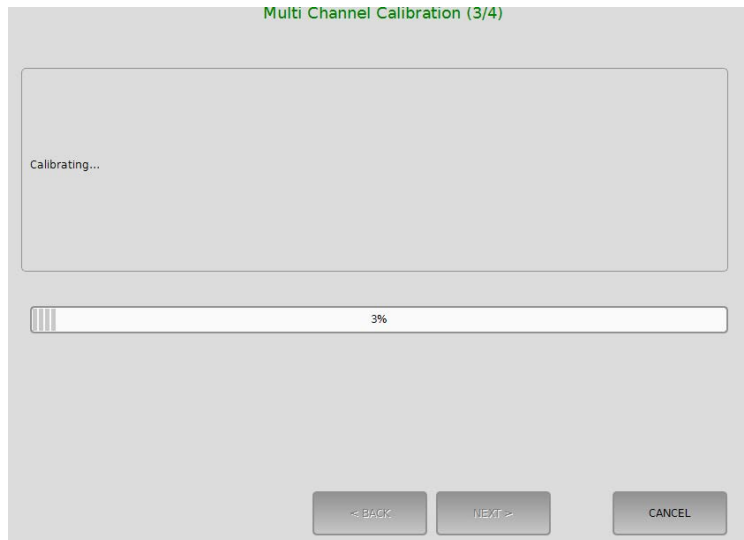 Multi Channel Calibration (3/4)
Calibrating...
3%
< BACK
NEXT >
CANCEL